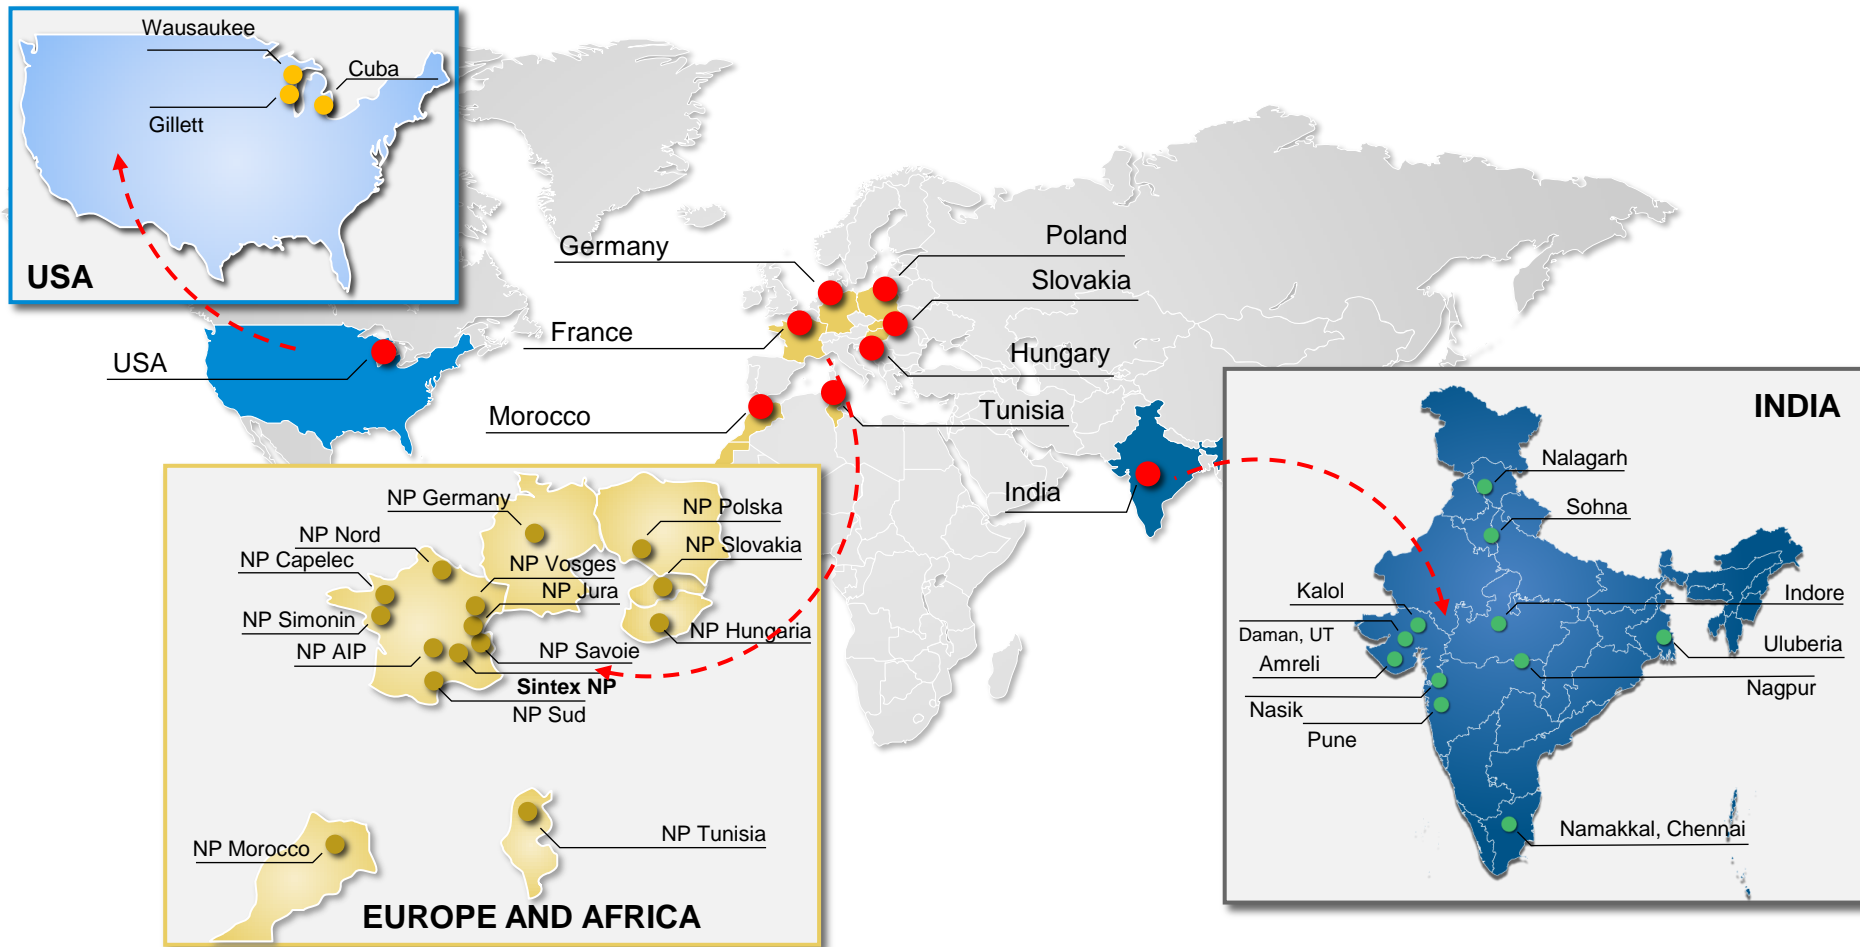 Wausaukee
Cuba
Gillett
USA
Germany
Poland
Slovakia
France
Hungary
USA
Morocco
Tunisia
India
INDIA
Nalagarh
Sohna
Kalol
Indore
Daman, UT
Uluberia
Amreli
Nagpur
Nasik
Pune
Namakkal, Chennai
NP Germany
NP Polska
NP Nord
NP Slovakia
NP Capelec
NP Vosges
NP Jura
NP Simonin
NP Hungaria
NP AIP
NP Savoie
Sintex NP
NP Sud
NP Tunisia
NP Morocco
EUROPE AND AFRICA